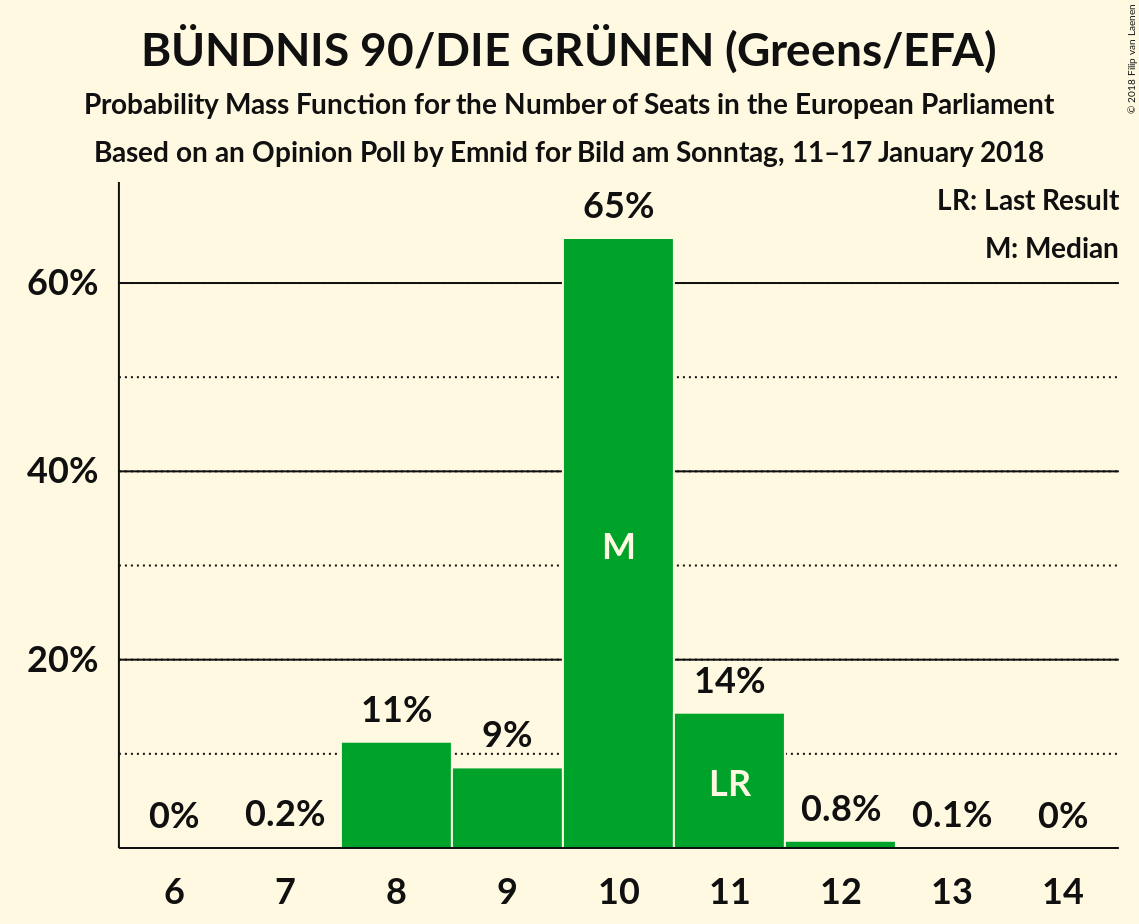 BÜNDNIS 90/DIE GRÜNEN (Greens/EFA)
Probability Mass Function for the Number of Seats in the European Parliament
Based on an Opinion Poll by Emnid for Bild am Sonntag, 11–17 January 2018
© 2018 Filip van Laenen
LR: Last Result
M: Median
65%
60%
40%
M
20%
14%
11%
9%
LR
0%
0.2%
0.8%
0.1%
0%
6 7 8 9 10 11 12 13 14